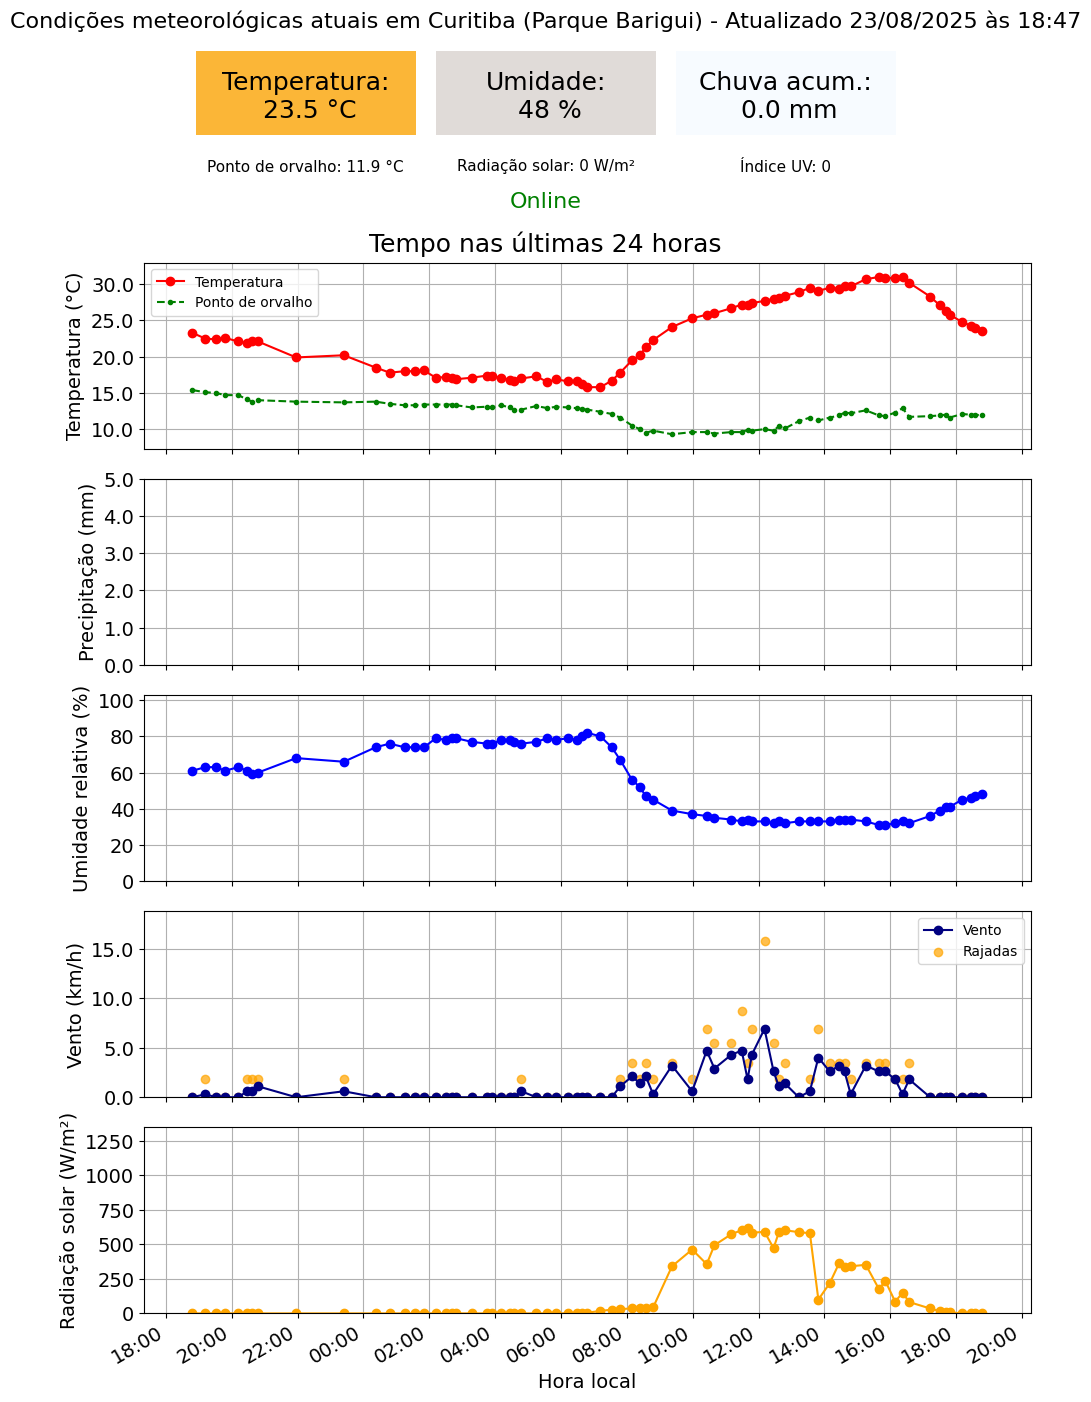 Condições meteorológicas atuais em Curitiba (Parque Barigui) - Atualizado 23/08/2025 às 18:47
Temperatura:
23.5 °C
Umidade:
48 %
Chuva acum.:
0.0 mm
Ponto de orvalho: 11.9 °C
Radiação solar: 0 W/m²
Índice UV: 0
Online
Tempo nas últimas 24 horas
Temperatura (°C)
30.0
25.0
20.0
15.0
10.0
Temperatura
Ponto de orvalho
Precipitação (mm)
5.0
4.0
3.0
2.0
1.0
0.0
Umidade relativa (%)
100
80
60
40
20
0
Vento (km/h)
15.0
10.0
5.0
0.0
Vento
Rajadas
Radiação solar (W/m²)
1250
1000
750
500
250
0
18:00
20:00
22:00
00:00
02:00
04:00
06:00
08:00
10:00
12:00
14:00
16:00
18:00
20:00
Hora local